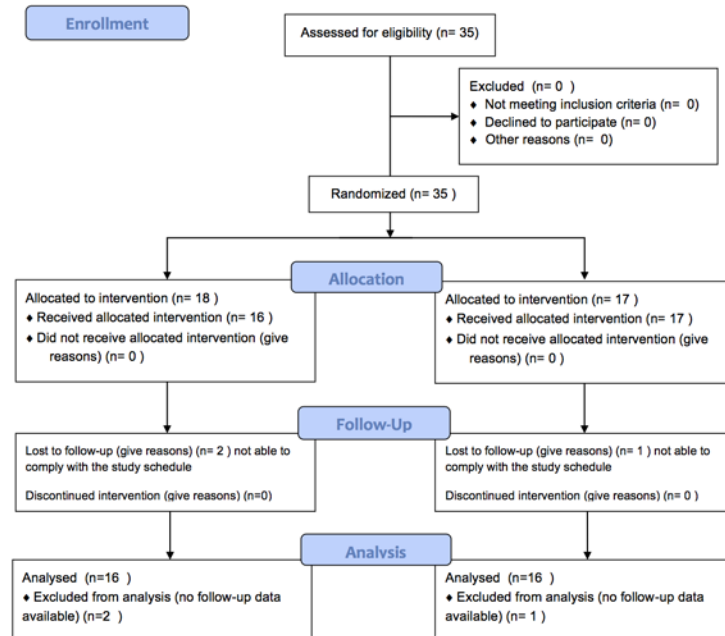 Enrollment
Assessed for eligibility (n= 35)
Excluded (n= 0 )
♦ Not meeting inclusion criteria (n= 0)
♦ Declined to participate (n= 0)
♦ Other reasons (n= 0)
Randomized (n= 35 )
Allocation
Allocated to intervention (n= 18 )
♦ Received allocated intervention (n= 16 )
♦ Did not receive allocated intervention (give
reasons) (n= 0 )
Allocated to intervention (n= 17 )
♦ Received allocated intervention (n= 17 )
♦ Did not receive allocated intervention (give
reasons) (n= 0 )
Follow-Up
Lost to follow-up (give reasons) (n= 2 ) not able to
comply with the study schedule
Discontinued intervention (give reasons) (n=0)
Lost to follow-up (give reasons) (n= 1 ) not able to
comply with the study schedule
Discontinued intervention (give reasons) (n= 0 )
Analysis
Analysed (n=16 )
♦ Excluded from analysis (no follow-up data
available) (n=2 )
Analysed (n=16 )
♦ Excluded from analysis (no follow-up data
available) (n= 1 )